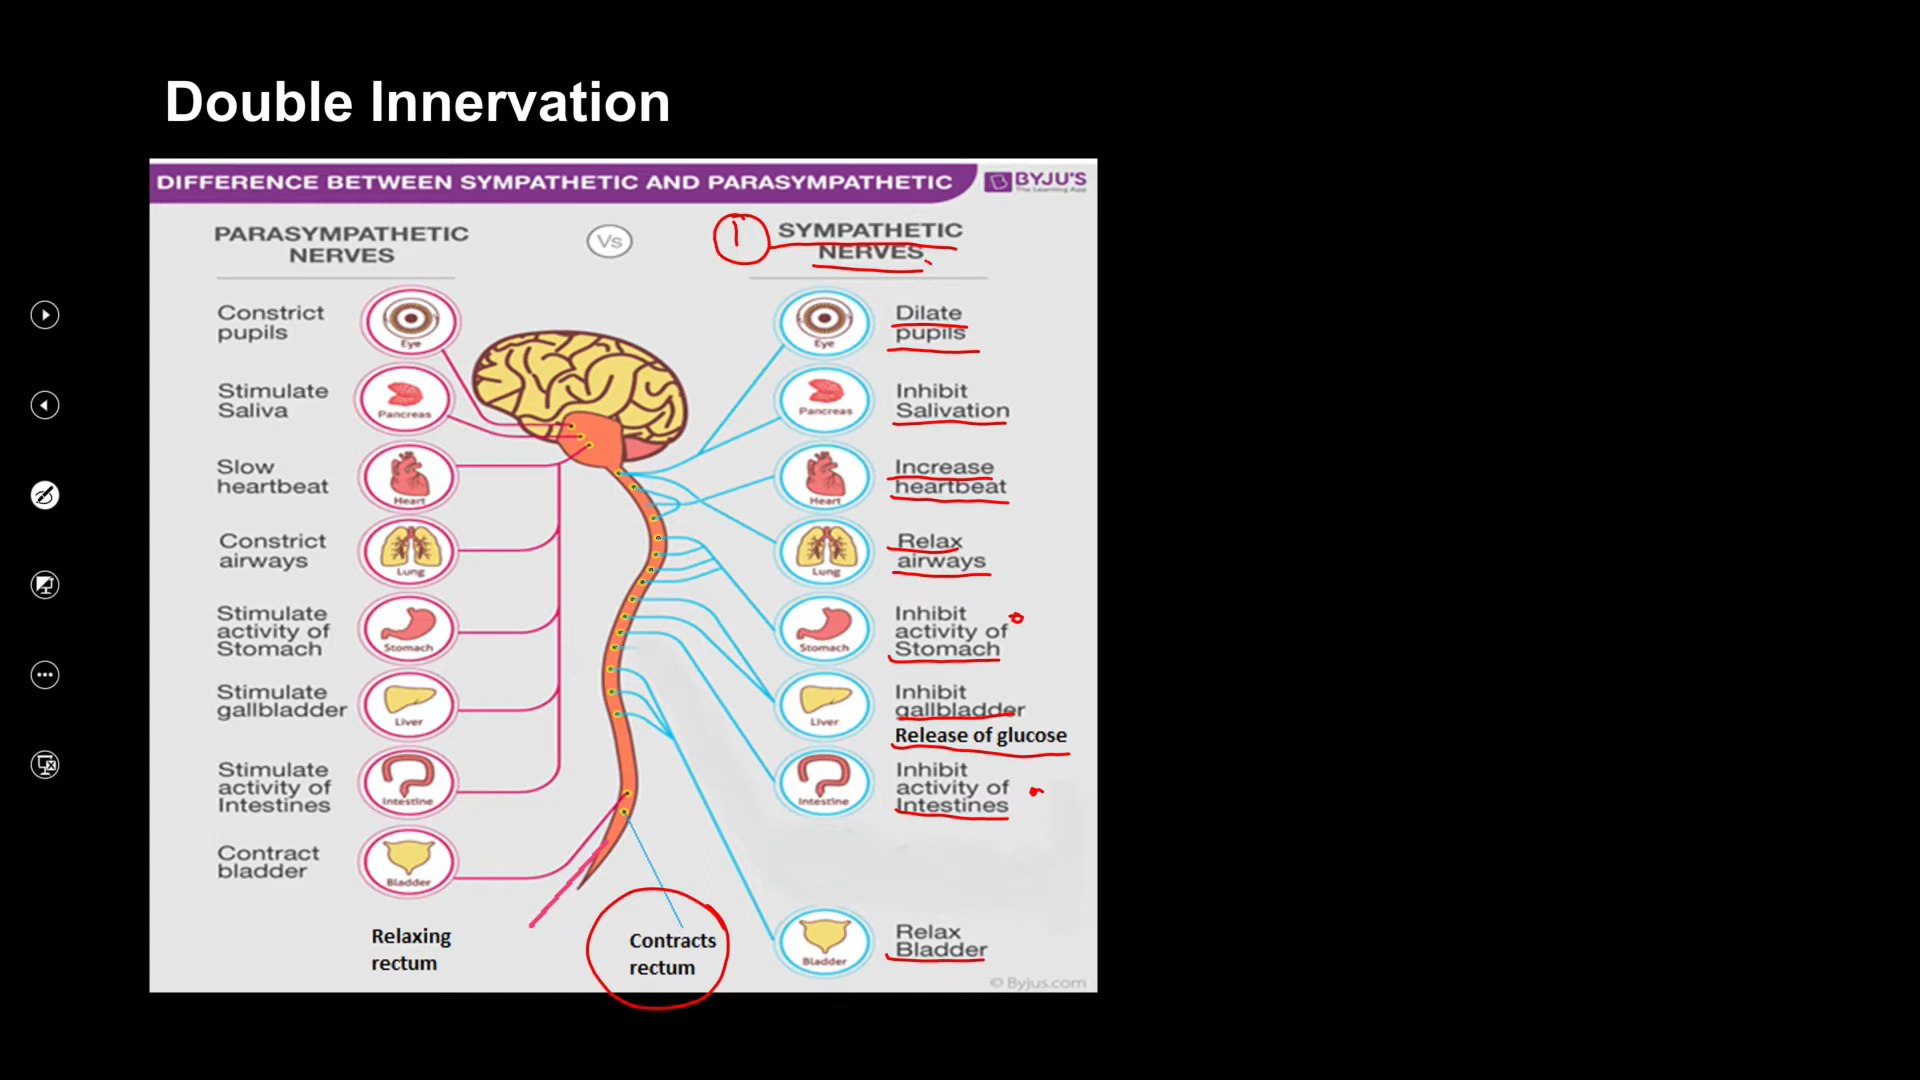 Double Innervation
DIFFERENCE BETWEEN SYMPATHETIC AND PARASYMPATHETIC
BYJU'S
The Learning App
PARASYMPATHETIC
NERVES
Vs
1
SYMPATHETIC
NERVES
Constrict
pupils
Eye
Stimulate
Saliva
Pancreas
Slow
heartbeat
Heart
Constrict
airways
Lung
Stimulate
activity of
Stomach
Stomach
Stimulate
gallbladder
Liver
Stimulate
activity of
Intestines
Intestine
Contract
bladder
Bladder
Relaxing
rectum
Contracts
rectum
Eye
Dilate
pupils
Pancreas
Inhibit
Salivation
Heart
Increase
heartbeat
Lung
Relax
airways
Stomach
Inhibit
activity of
Stomach
Liver
Inhibit
gallbladder
Release of glucose
Intestine
Inhibit
activity of
Intestines
Bladder
Relax
Bladder
© Byjus.com